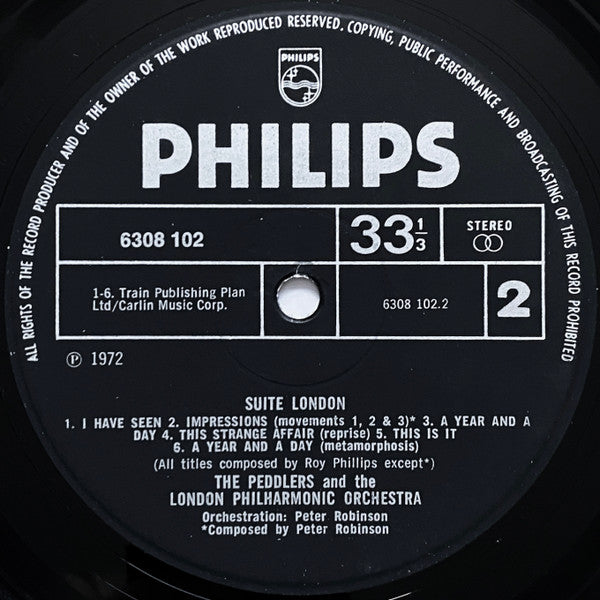 ALL RIGHTS OF THE RECORD PRODUCER AND OF THE OWNER OF THE WORK REPRODUCED RESERVED. COPYING, PUBLIC PERFORMANCE AND BROADCASTING OF THIS RECORD PROHIBITED
PHILIPS
PHILIPS
6308 102
33 1/3
STEREO
1-6. Train Publishing Plan
Ltd/Carlin Music Corp.
6308 102.2
2
℗ 1972
SUITE LONDON
1. I HAVE SEEN 2. IMPRESSIONS (movements 1, 2 & 3)* 3. A YEAR AND A
DAY 4. THIS STRANGE AFFAIR (reprise) 5. THIS IS IT
6. A YEAR AND A DAY (metamorphosis)
(All titles composed by Roy Phillips except*)
THE PEDDLERS and the
LONDON PHILHARMONIC ORCHESTRA
Orchestration: Peter Robinson
*Composed by Peter Robinson